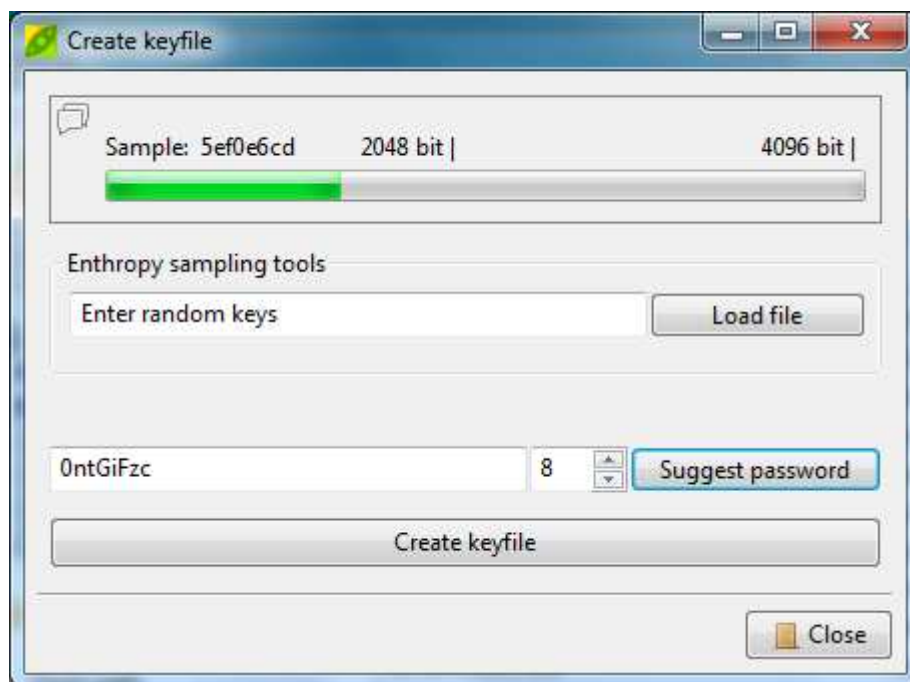 Create keyfile
Sample: 5ef0e6cd 2048 bit | 4096 bit |
Enthropy sampling tools
Enter random keys Load file
0ntGiFzc 8 Suggest password
Create keyfile
Close